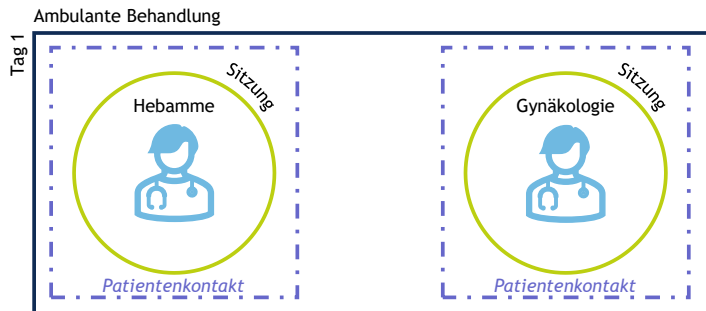 Ambulante Behandlung
Tag 1
Sitzung
Hebamme
Patientenkontakt
Sitzung
Gynäkologie
Patientenkontakt